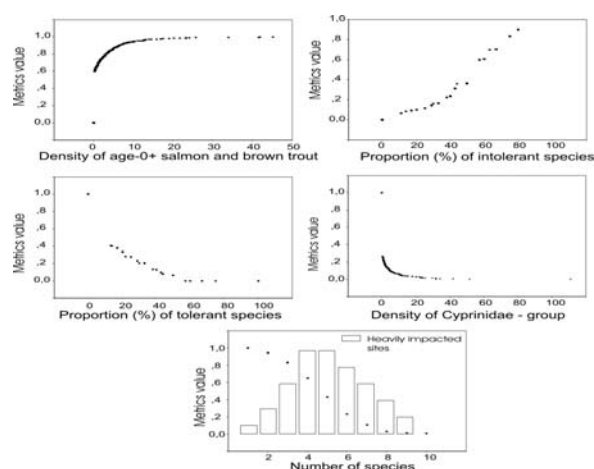 Metrics value
1,0
,8
,6
,4
,2
0,0
0 10 20 30 40 50
Density of age-0+ salmon and brown trout
Metrics value
1,0
,8
,6
,4
,2
0,0
0 20 40 60 80 100
Proportion (%) of intolerant species
Metrics value
1,0
,8
,6
,4
,2
0,0
0 20 40 60 80 100
Proportion (%) of tolerant species
Metrics value
1,0
,8
,6
,4
,2
0,0
0 20 40 60 80 100
Density of Cyprinidae - group
Metrics value
1,0
,8
,6
,4
,2
0,0
2 4 6 8 10
Number of species
Heavily impacted
sites